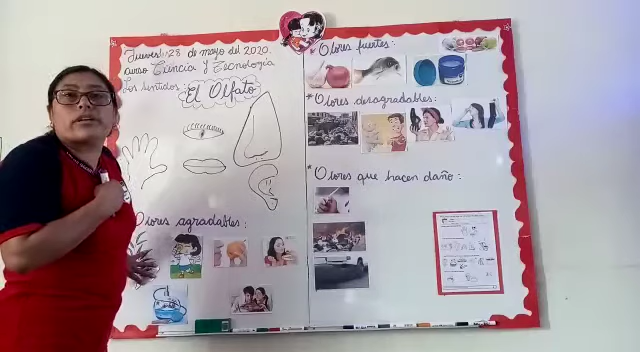 Jueves 28 de mayo del 2020.
Curso Ciencia y Tecnología
Los sentidos: El Olfato
Olores agradables:
* Olores fuertes:
* Olores desagradables:
* Olores que hacen daño: